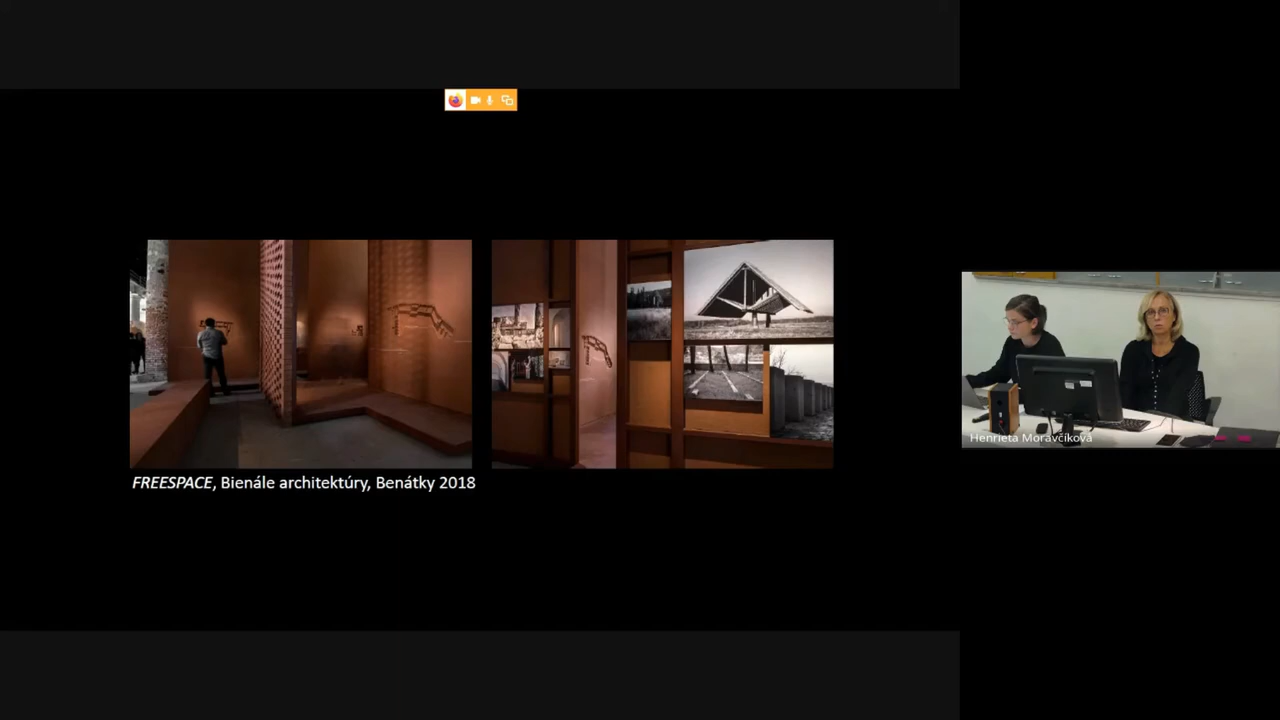 FREESPACE, Bienále architektúry, Benátky 2018
Henrieta Moravčíková